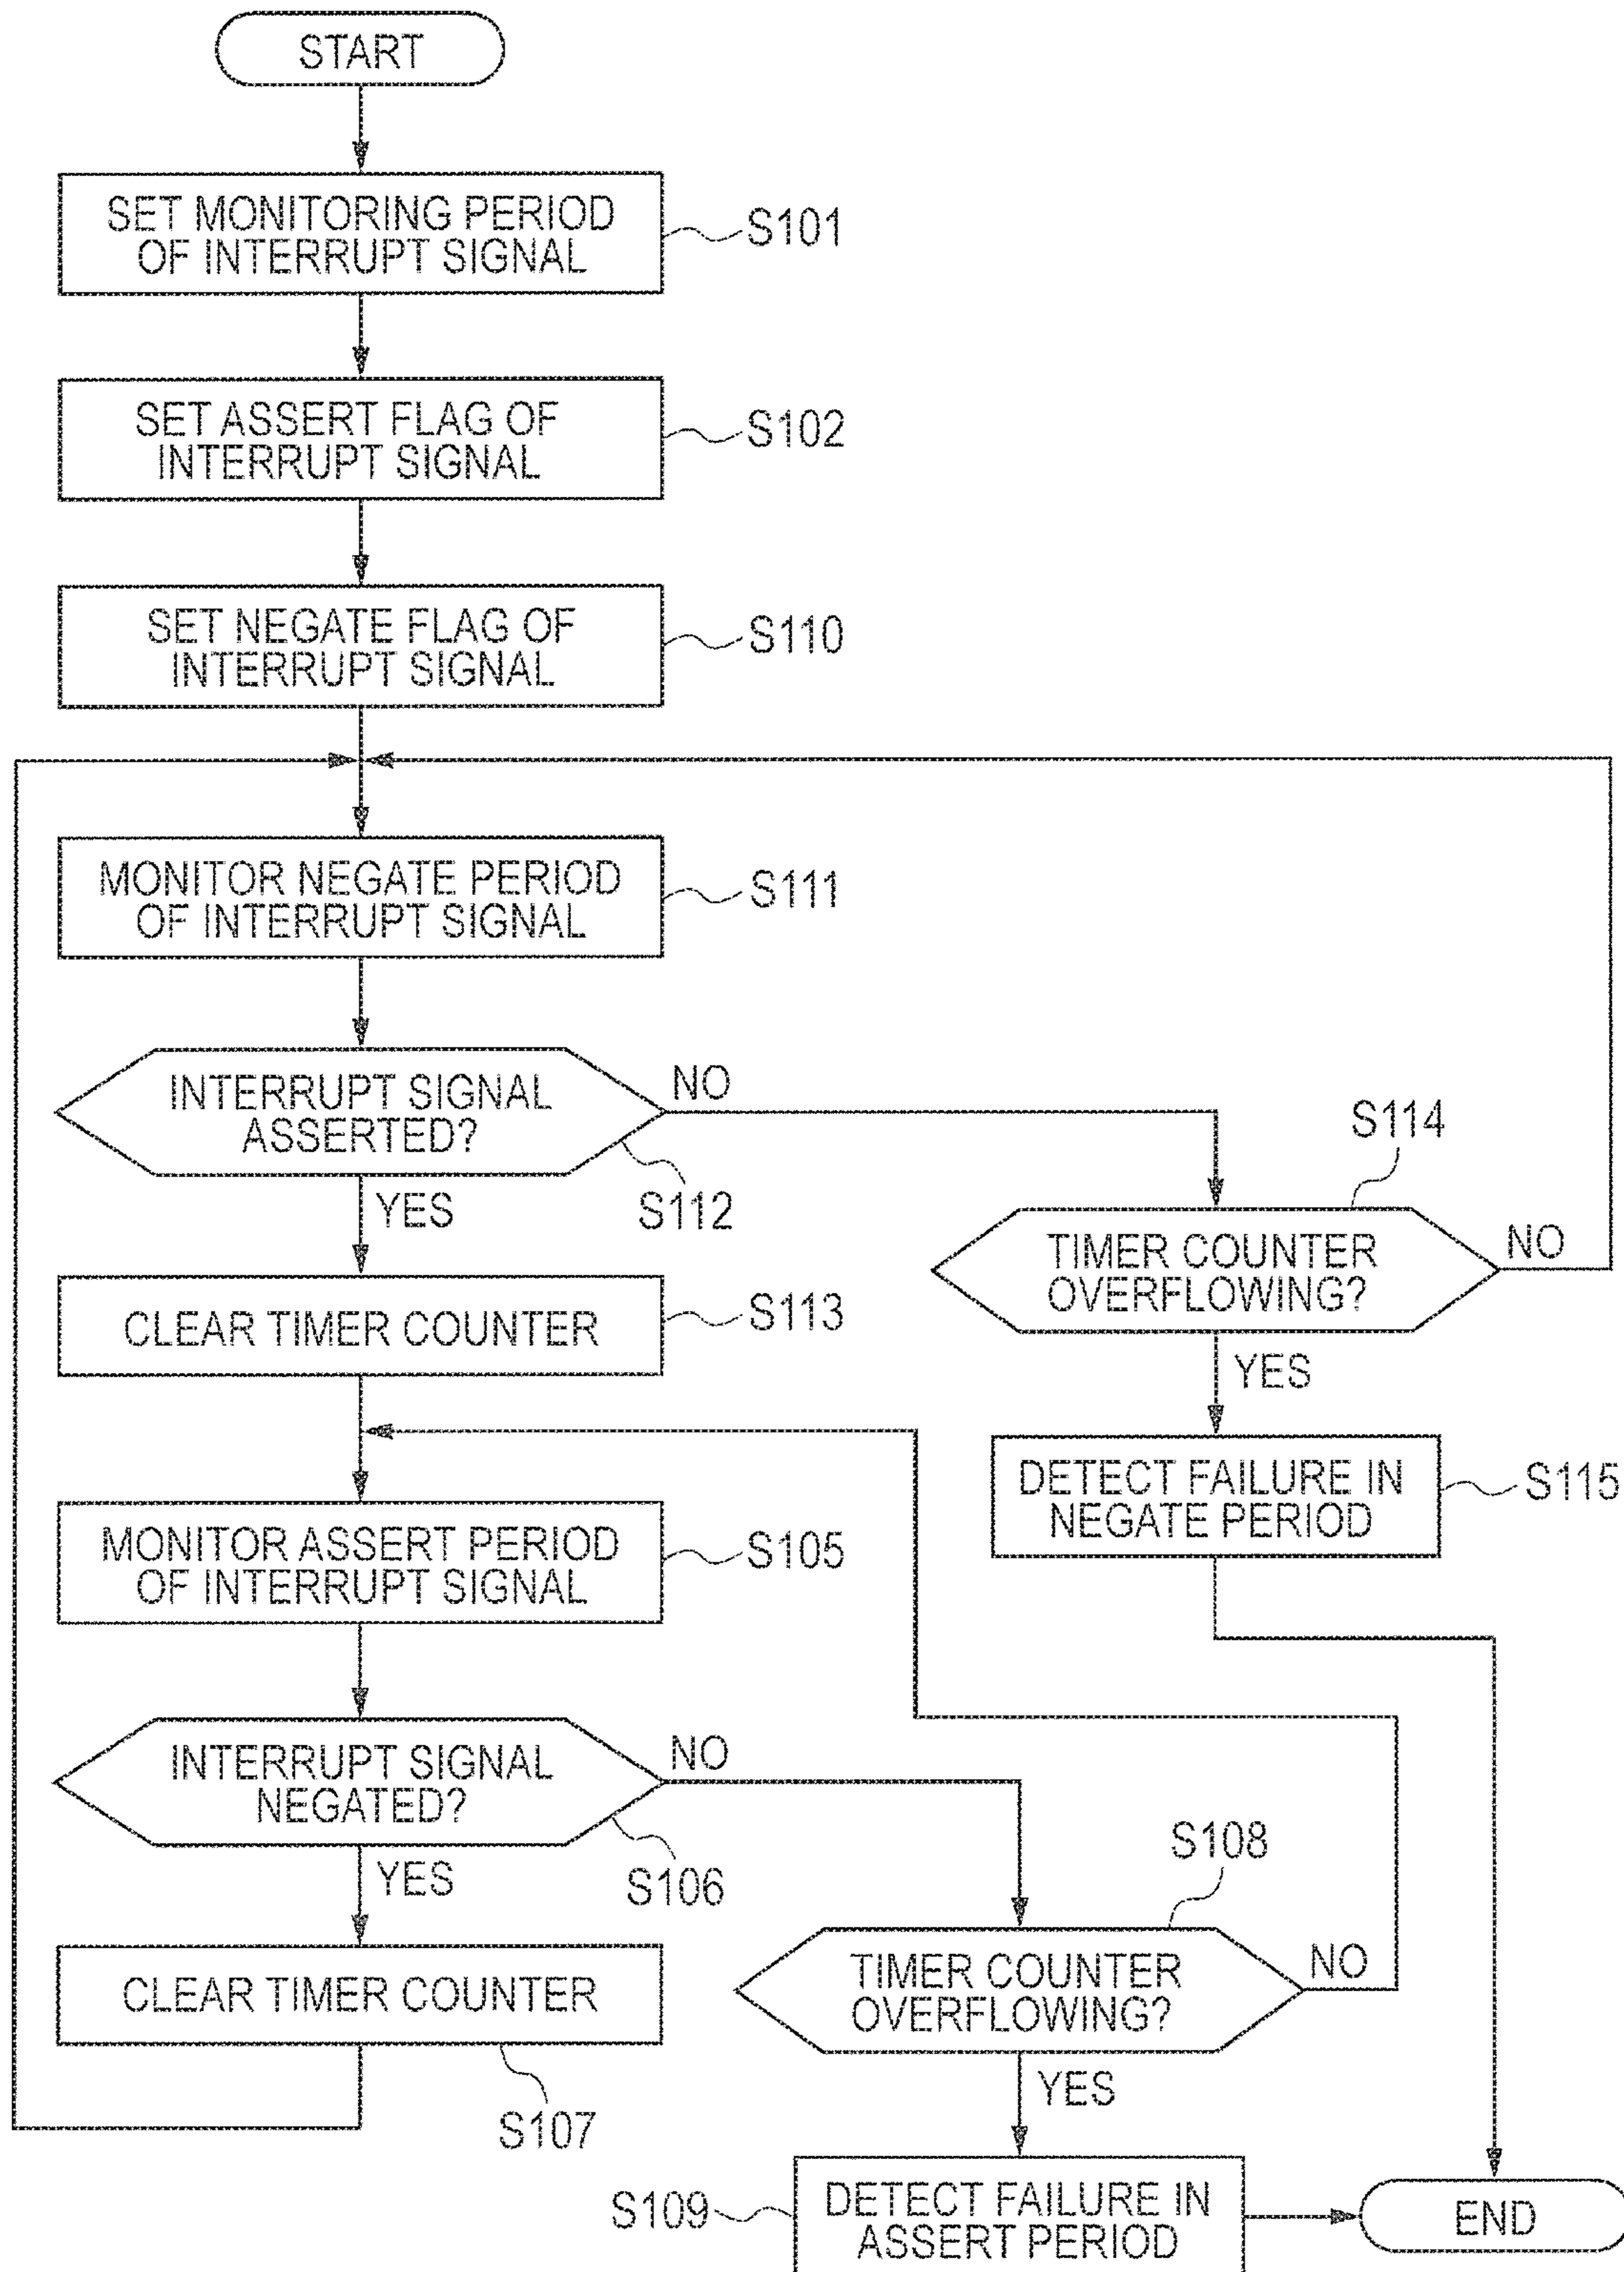 START
SET MONITORING PERIOD
OF INTERRUPT SIGNAL
S101
SET ASSERT FLAG OF
INTERRUPT SIGNAL
S102
SET NEGATE FLAG OF
INTERRUPT SIGNAL
S110
MONITOR NEGATE PERIOD
OF INTERRUPT SIGNAL
S111
INTERRUPT SIGNAL
ASSERTED?
NO
S112
YES
S114
TIMER COUNTER
OVERFLOWING?
NO
YES
CLEAR TIMER COUNTER
S113
DETECT FAILURE IN
NEGATE PERIOD
S115
MONITOR ASSERT PERIOD
OF INTERRUPT SIGNAL
S105
INTERRUPT SIGNAL
NEGATED?
NO
S106
YES
S108
TIMER COUNTER
OVERFLOWING?
NO
YES
CLEAR TIMER COUNTER
S107
S109
DETECT FAILURE IN
ASSERT PERIOD
END